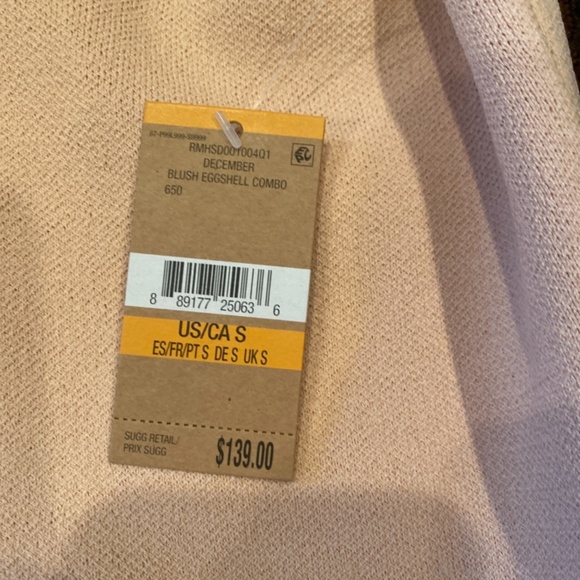 RMHSD00100401
DECEMBER
BLUSH EGGSHELL COMBO
650
8 89177 25063 6
US/CA S
ES/FR/PT S DE S UK S
SUGG RETAIL/
PRIX SUGG
$139.00